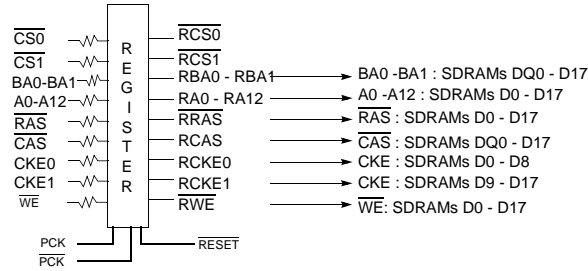 CS0
CS1
BA0-BA1
A0-A12
RAS
CAS
CKE0
CKE1
WE
PCK
PCK
REGISTER
RESET
RCS0
RCS1
RBA0 - RBA1
RA0 - RA12
RRAS
RCAS
RCKE0
RCKE1
RWE
BA0 -BA1 : SDRAMs DQ0 - D17
A0 -A12 : SDRAMs D0 - D17
RAS: SDRAMs D0 - D17
CAS: SDRAMs DQ0 - D17
CKE : SDRAMs D0 - D8
CKE : SDRAMs D9 - D17
WE: SDRAMs D0 - D17